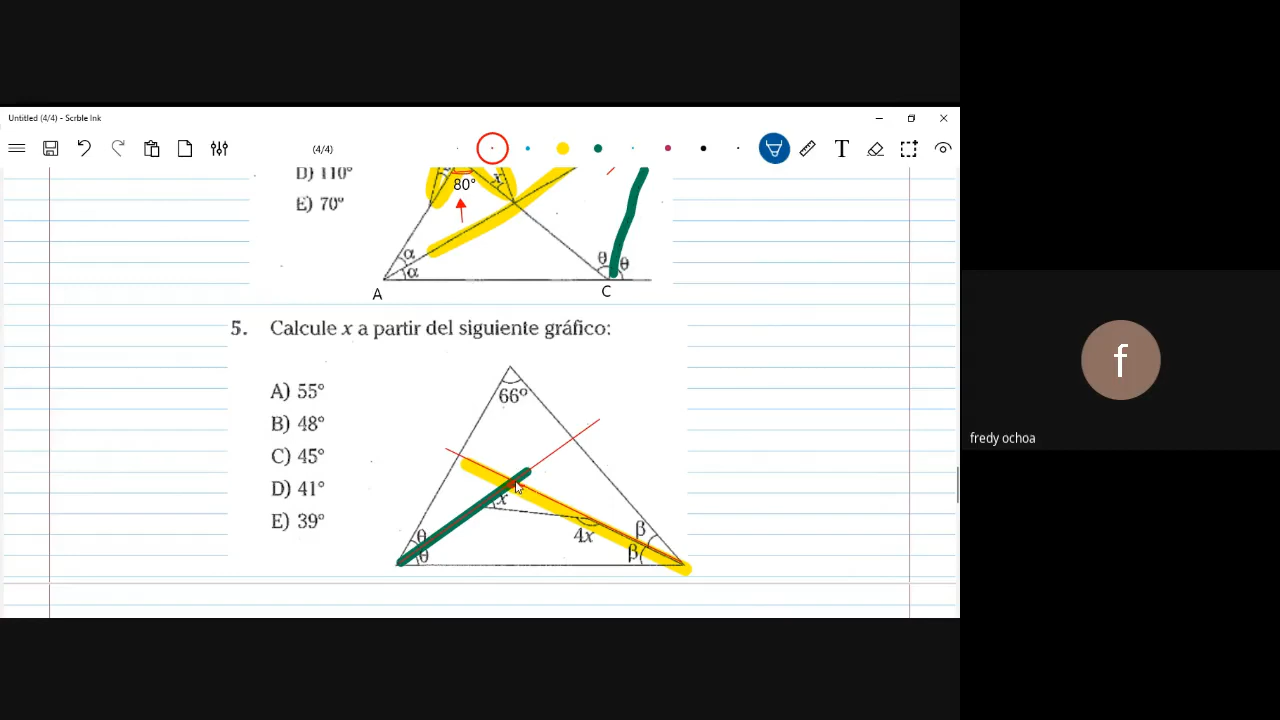 Untitled (4/4) - Scrble Ink
(4/4)
T
D) 110°
E) 70°
80°
x
α
α
θ
θ
A
C
5. Calcule x a partir del siguiente gráfico:
A) 55°
B) 48°
C) 45°
D) 41°
E) 39°
66°
x
4x
θ
θ
β
β
f
fredy ochoa